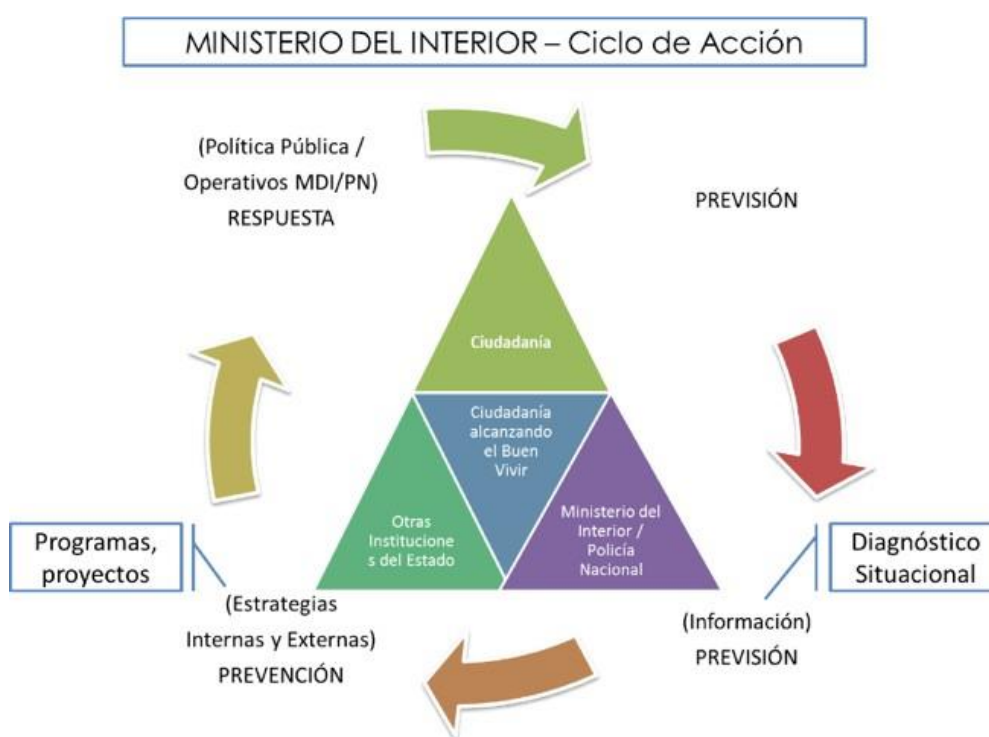 MINISTERIO DEL INTERIOR – Ciclo de Acción
(Política Pública /
Operativos MDI/PN)
RESPUESTA
PREVISIÓN
Ciudadanía
Ciudadanía
alcanzando
el Buen
Vivir
Otras
Institucione
s del Estado
Ministerio del
Interior /
Policía
Nacional
Programas,
proyectos
Diagnóstico
Situacional
(Estrategias
Internas y Externas)
PREVENCIÓN
(Información)
PREVISIÓN